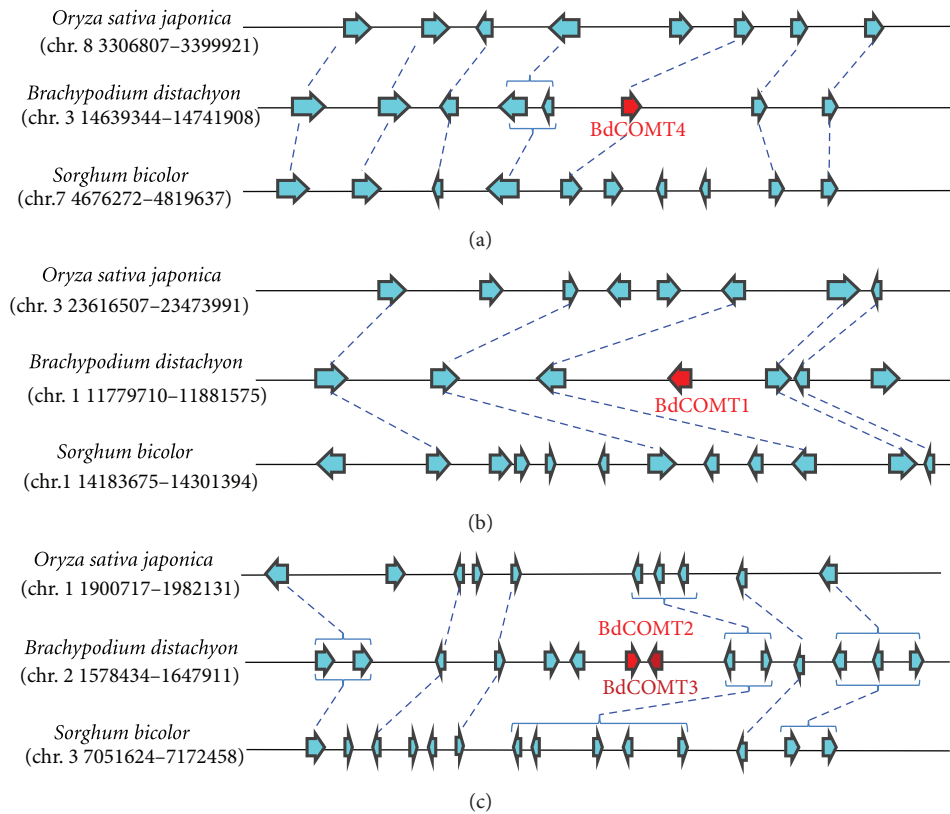 Oryza sativa japonica
(chr. 8 3306807–3399921)
Brachypodium distachyon
(chr. 3 14639344–14741908)
BdCOMT4
Sorghum bicolor
(chr.7 4676272–4819637)
(a)
Oryza sativa japonica
(chr. 3 23616507–23473991)
Brachypodium distachyon
(chr. 1 11779710–11881575)
BdCOMT1
Sorghum bicolor
(chr.1 14183675–14301394)
(b)
Oryza sativa japonica
(chr. 1 1900717–1982131)
BdCOMT2
Brachypodium distachyon
(chr. 2 1578434–1647911)
BdCOMT3
Sorghum bicolor
(chr. 3 7051624–7172458)
(c)